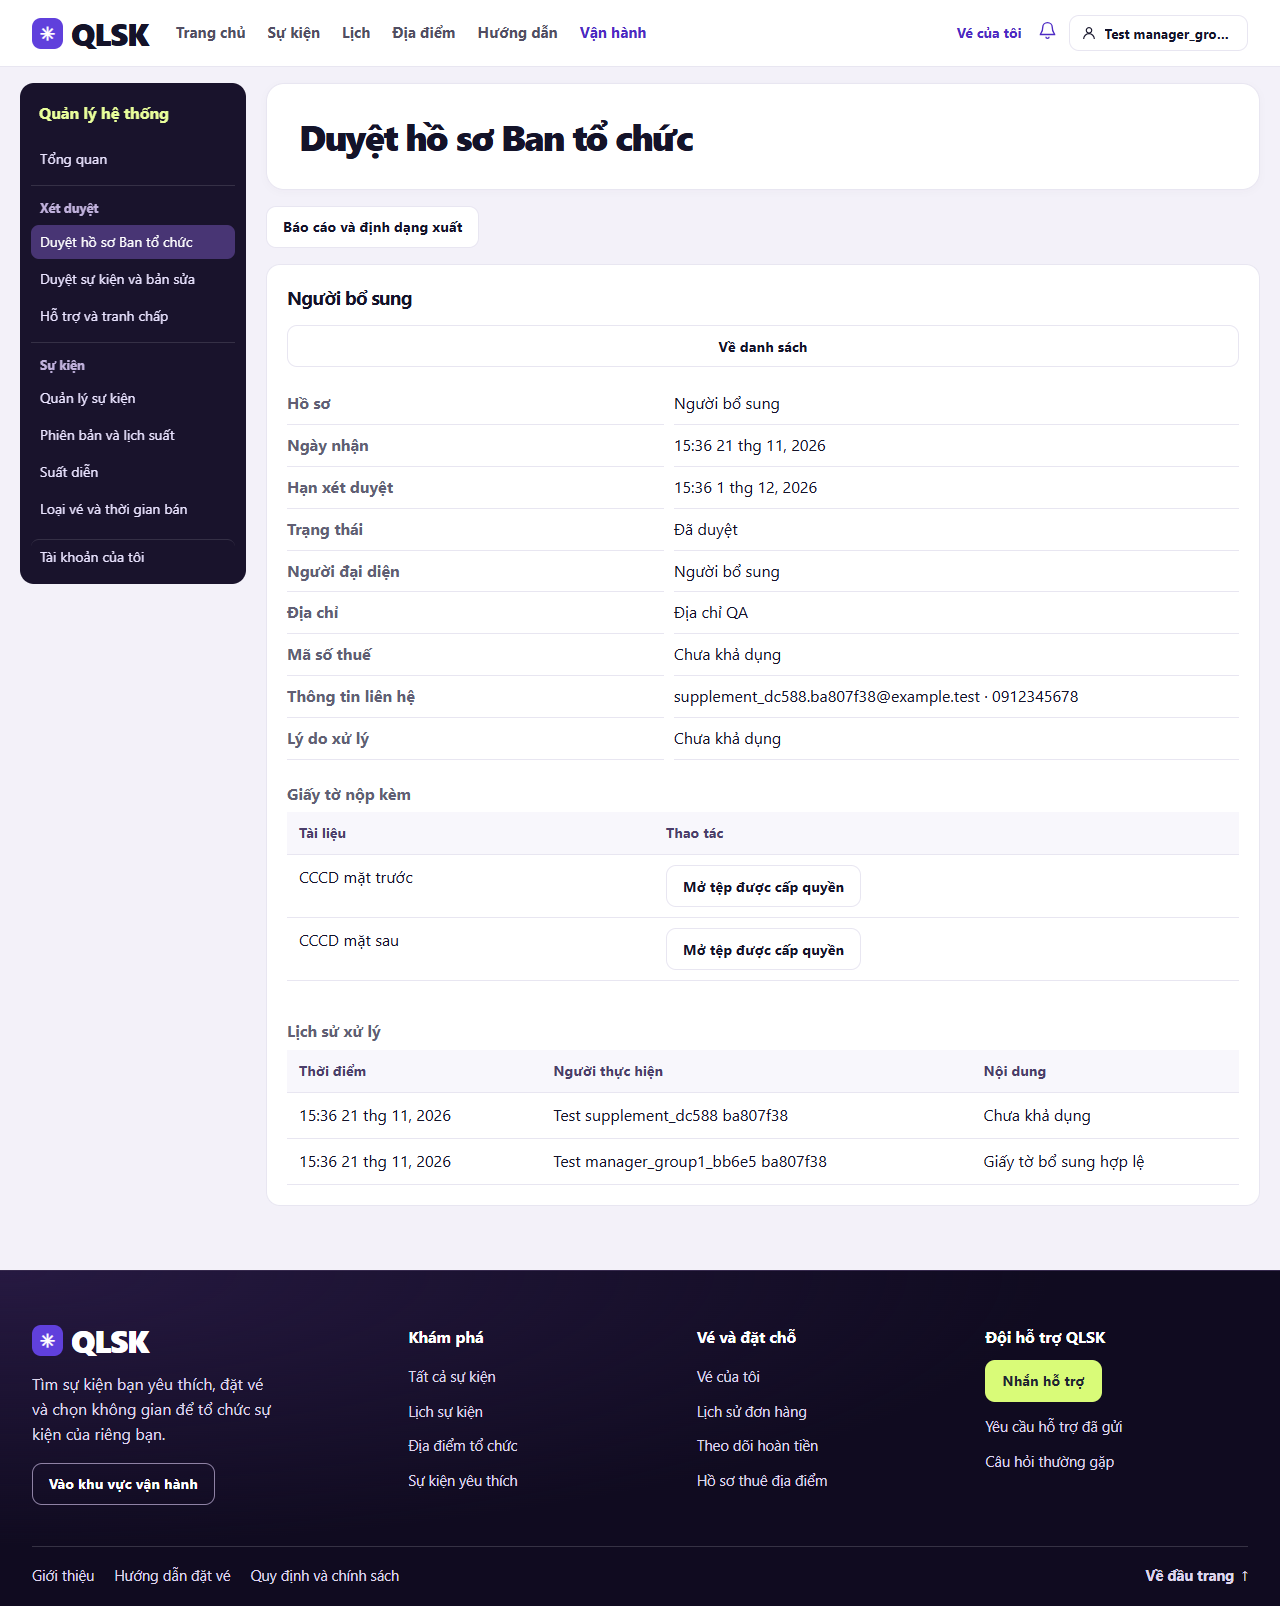 QLSK
Trang chủ
Sự kiện
Lịch
Địa điểm
Hướng dẫn
Vận hành
Vé của tôi
Test manager_gro...
Quản lý hệ thống
Tổng quan
Xét duyệt
Duyệt hồ sơ Ban tổ chức
Duyệt sự kiện và bản sửa
Hỗ trợ và tranh chấp
Sự kiện
Quản lý sự kiện
Phiên bản và lịch suất
Suất diễn
Loại vé và thời gian bán
Tài khoản của tôi
Duyệt hồ sơ Ban tổ chức
Báo cáo và định dạng xuất
Người bổ sung
Về danh sách
Hồ sơ Người bổ sung
Ngày nhận 15:36 21 thg 11, 2026
Hạn xét duyệt 15:36 1 thg 12, 2026
Trạng thái Đã duyệt
Người đại diện Người bổ sung
Địa chỉ Địa chỉ QA
Mã số thuế Chưa khả dụng
Thông tin liên hệ supplement_dc588.ba807f38@example.test · 0912345678
Lý do xử lý Chưa khả dụng
Giấy tờ nộp kèm
Tài liệu Thao tác
CCCD mặt trước Mở tệp được cấp quyền
CCCD mặt sau Mở tệp được cấp quyền
Lịch sử xử lý
Thời điểm Người thực hiện Nội dung
15:36 21 thg 11, 2026 Test supplement_dc588 ba807f38 Chưa khả dụng
15:36 21 thg 11, 2026 Test manager_group1_bb6e5 ba807f38 Giấy tờ bổ sung hợp lệ
QLSK
Tìm sự kiện bạn yêu thích, đặt vé
và chọn không gian để tổ chức sự
kiện của riêng bạn.
Vào khu vực vận hành
Khám phá
Tất cả sự kiện
Lịch sự kiện
Địa điểm tổ chức
Sự kiện yêu thích
Vé và đặt chỗ
Vé của tôi
Lịch sử đơn hàng
Theo dõi hoàn tiền
Hồ sơ thuê địa điểm
Đội hỗ trợ QLSK
Nhắn hỗ trợ
Yêu cầu hỗ trợ đã gửi
Câu hỏi thường gặp
Giới thiệu
Hướng dẫn đặt vé
Quy định và chính sách
Về đầu trang ↑